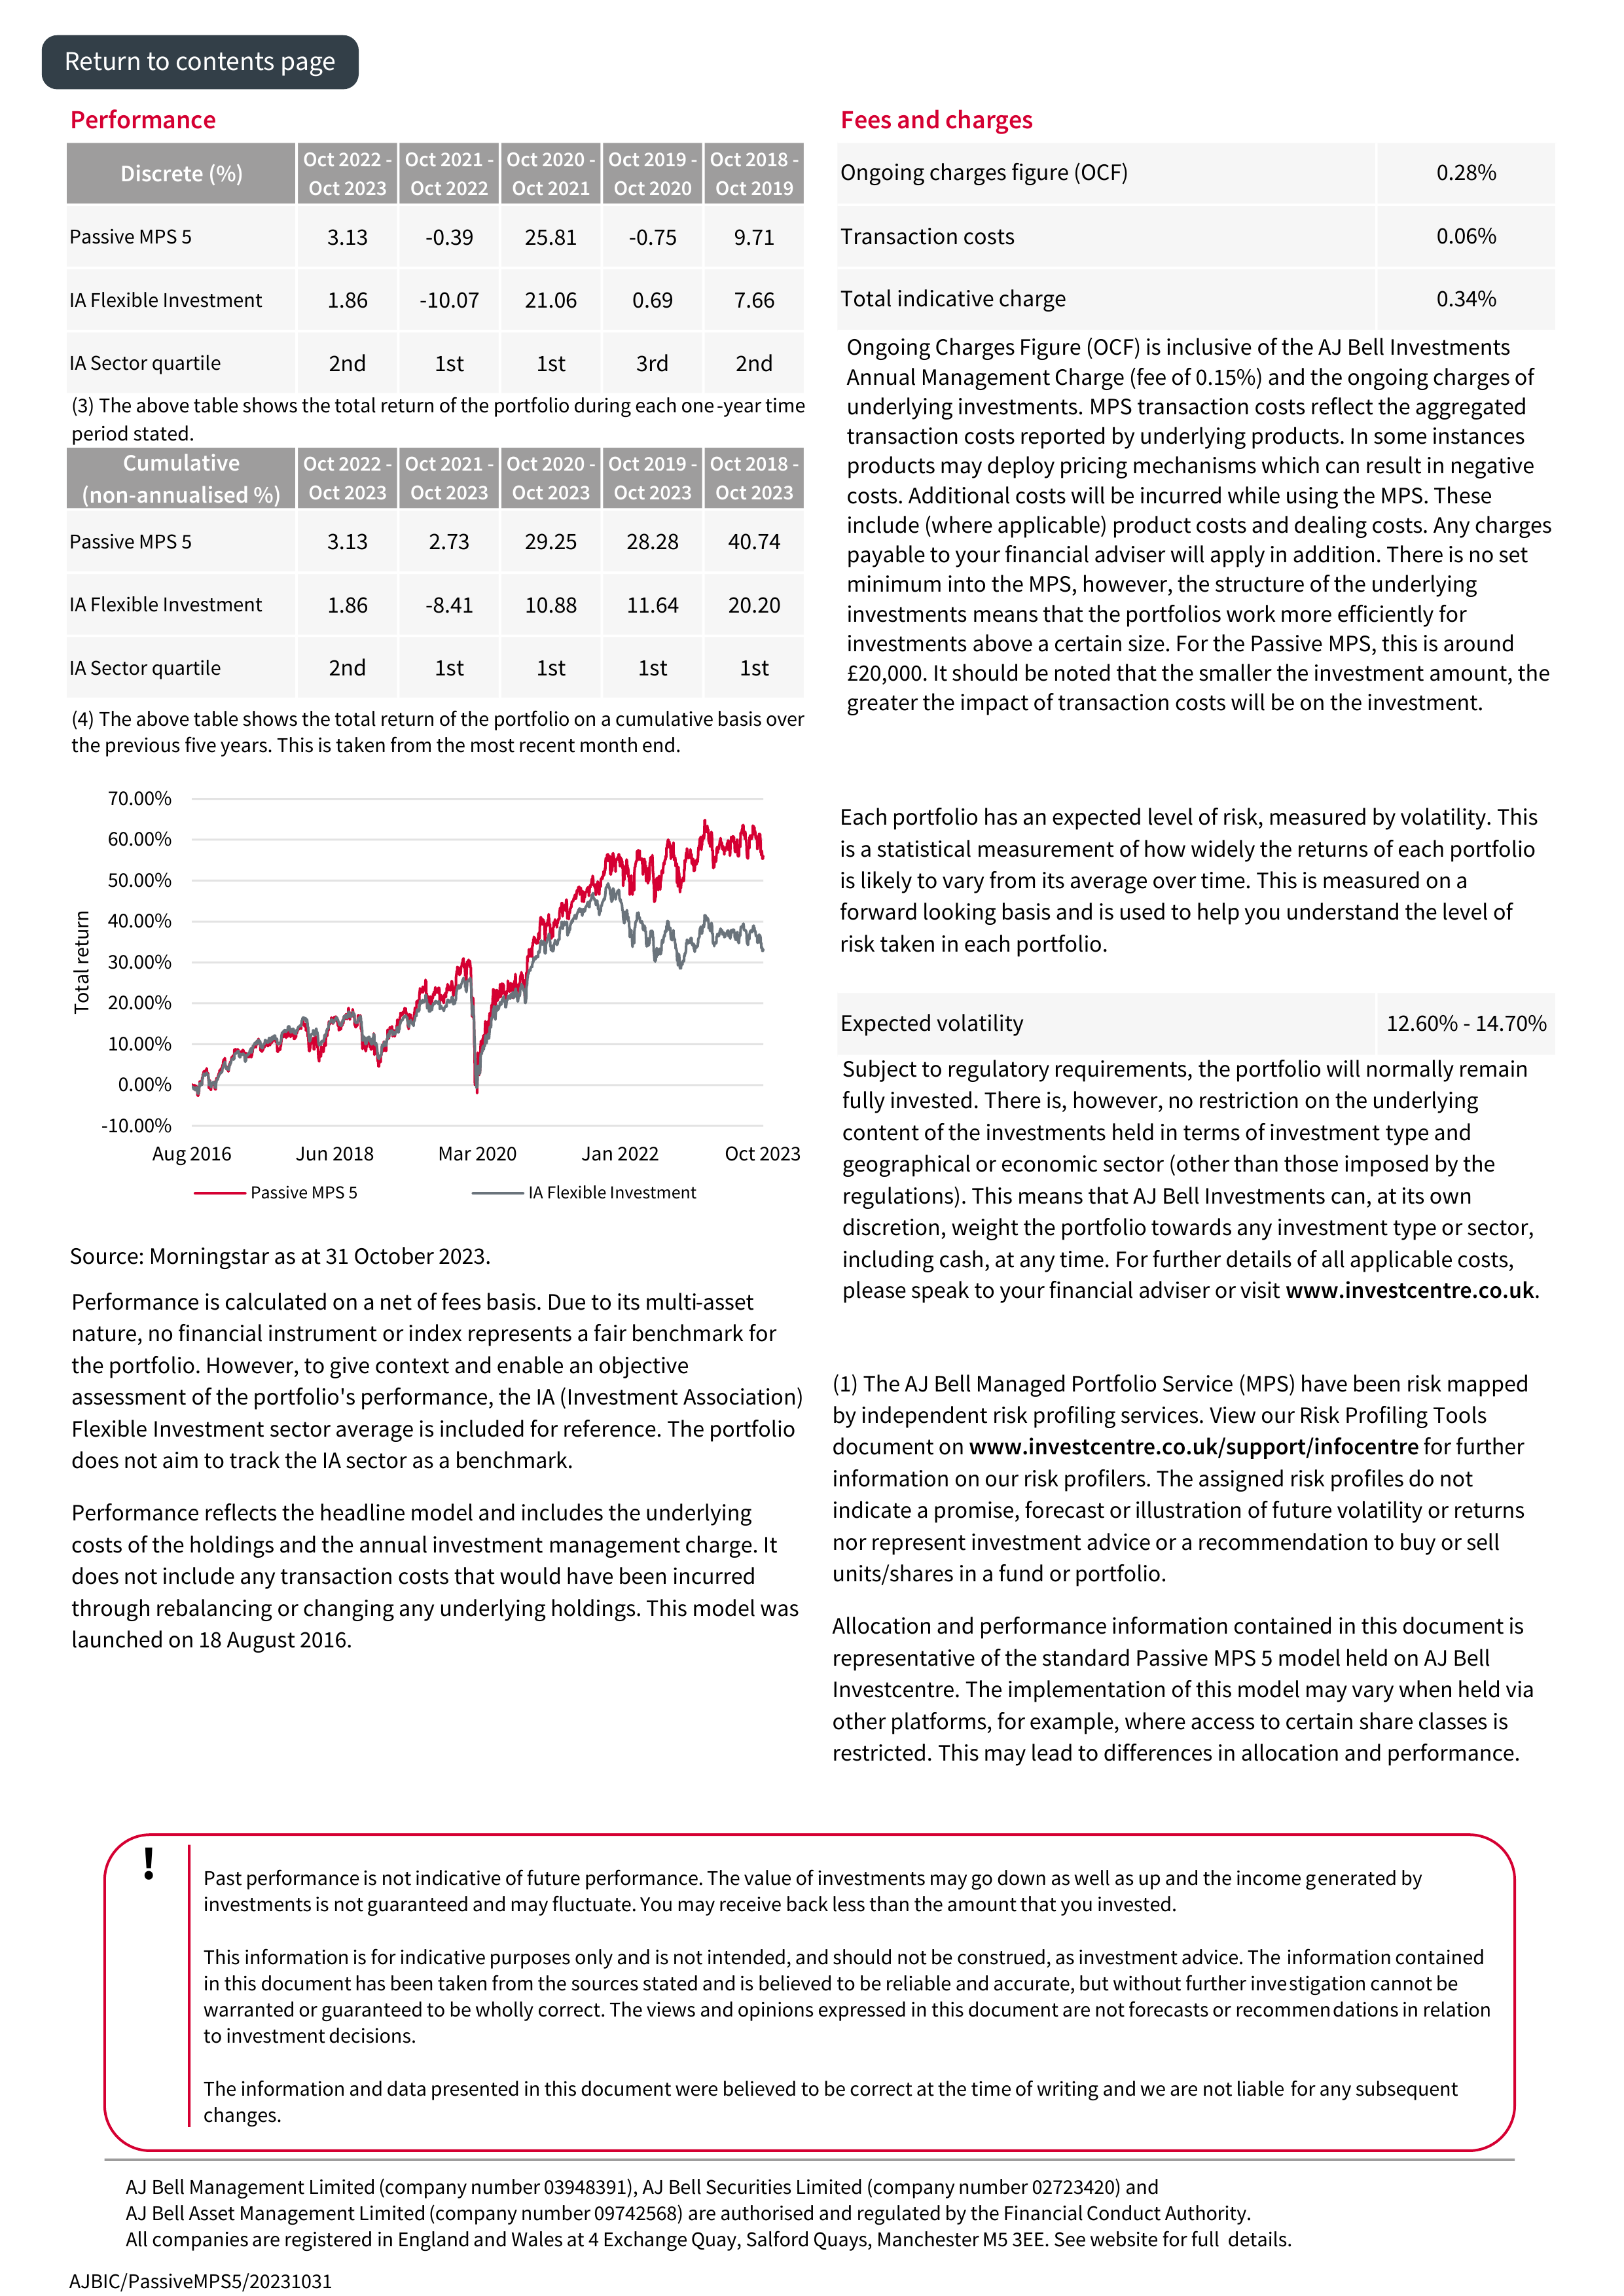 Return to contents page
Performance
Discrete (%) Oct 2022 - Oct 2023 Oct 2021 - Oct 2022 Oct 2020 - Oct 2021 Oct 2019 - Oct 2020 Oct 2018 - Oct 2019
Passive MPS 5 3.13 -0.39 25.81 -0.75 9.71
IA Flexible Investment 1.86 -10.07 21.06 0.69 7.66
IA Sector quartile 2nd 1st 1st 3rd 2nd
(3) The above table shows the total return of the portfolio during each one-year time
period stated.
Cumulative (non-annualised %) Oct 2022 - Oct 2023 Oct 2021 - Oct 2023 Oct 2020 - Oct 2023 Oct 2019 - Oct 2023 Oct 2018 - Oct 2023
Passive MPS 5 3.13 2.73 29.25 28.28 40.74
IA Flexible Investment 1.86 -8.41 10.88 11.64 20.20
IA Sector quartile 2nd 1st 1st 1st 1st
(4) The above table shows the total return of the portfolio on a cumulative basis over
the previous five years. This is taken from the most recent month end.
Total return
70.00%
60.00%
50.00%
40.00%
30.00%
20.00%
10.00%
0.00%
-10.00%
Aug 2016 Jun 2018 Mar 2020 Jan 2022 Oct 2023
Passive MPS 5 IA Flexible Investment
Source: Morningstar as at 31 October 2023.
Performance is calculated on a net of fees basis. Due to its multi-asset
nature, no financial instrument or index represents a fair benchmark for
the portfolio. However, to give context and enable an objective
assessment of the portfolio's performance, the IA (Investment Association)
Flexible Investment sector average is included for reference. The portfolio
does not aim to track the IA sector as a benchmark.
Performance reflects the headline model and includes the underlying
costs of the holdings and the annual investment management charge. It
does not include any transaction costs that would have been incurred
through rebalancing or changing any underlying holdings. This model was
launched on 18 August 2016.
Fees and charges
Ongoing charges figure (OCF) 0.28%
Transaction costs 0.06%
Total indicative charge 0.34%
Ongoing Charges Figure (OCF) is inclusive of the AJ Bell Investments
Annual Management Charge (fee of 0.15%) and the ongoing charges of
underlying investments. MPS transaction costs reflect the aggregated
transaction costs reported by underlying products. In some instances
products may deploy pricing mechanisms which can result in negative
costs. Additional costs will be incurred while using the MPS. These
include (where applicable) product costs and dealing costs. Any charges
payable to your financial adviser will apply in addition. There is no set
minimum into the MPS, however, the structure of the underlying
investments means that the portfolios work more efficiently for
investments above a certain size. For the Passive MPS, this is around
£20,000. It should be noted that the smaller the investment amount, the
greater the impact of transaction costs will be on the investment.
Each portfolio has an expected level of risk, measured by volatility. This
is a statistical measurement of how widely the returns of each portfolio
is likely to vary from its average over time. This is measured on a
forward looking basis and is used to help you understand the level of
risk taken in each portfolio.
Expected volatility 12.60% - 14.70%
Subject to regulatory requirements, the portfolio will normally remain
fully invested. There is, however, no restriction on the underlying
content of the investments held in terms of investment type and
geographical or economic sector (other than those imposed by the
regulations). This means that AJ Bell Investments can, at its own
discretion, weight the portfolio towards any investment type or sector,
including cash, at any time. For further details of all applicable costs,
please speak to your financial adviser or visit www.investcentre.co.uk.
(1) The AJ Bell Managed Portfolio Service (MPS) have been risk mapped
by independent risk profiling services. View our Risk Profiling Tools
document on www.investcentre.co.uk/support/infocentre for further
information on our risk profilers. The assigned risk profiles do not
indicate a promise, forecast or illustration of future volatility or returns
nor represent investment advice or a recommendation to buy or sell
units/shares in a fund or portfolio.
Allocation and performance information contained in this document is
representative of the standard Passive MPS 5 model held on AJ Bell
Investcentre. The implementation of this model may vary when held via
other platforms, for example, where access to certain share classes is
restricted. This may lead to differences in allocation and performance.
!
Past performance is not indicative of future performance. The value of investments may go down as well as up and the income generated by
investments is not guaranteed and may fluctuate. You may receive back less than the amount that you invested.
This information is for indicative purposes only and is not intended, and should not be construed, as investment advice. The information contained
in this document has been taken from the sources stated and is believed to be reliable and accurate, but without further investigation cannot be
warranted or guaranteed to be wholly correct. The views and opinions expressed in this document are not forecasts or recommendations in relation
to investment decisions.
The information and data presented in this document were believed to be correct at the time of writing and we are not liable for any subsequent
changes.
AJ Bell Management Limited (company number 03948391), AJ Bell Securities Limited (company number 02723420) and
AJ Bell Asset Management Limited (company number 09742568) are authorised and regulated by the Financial Conduct Authority.
All companies are registered in England and Wales at 4 Exchange Quay, Salford Quays, Manchester M5 3EE. See website for full details.
AJBIC/PassiveMPS5/20231031